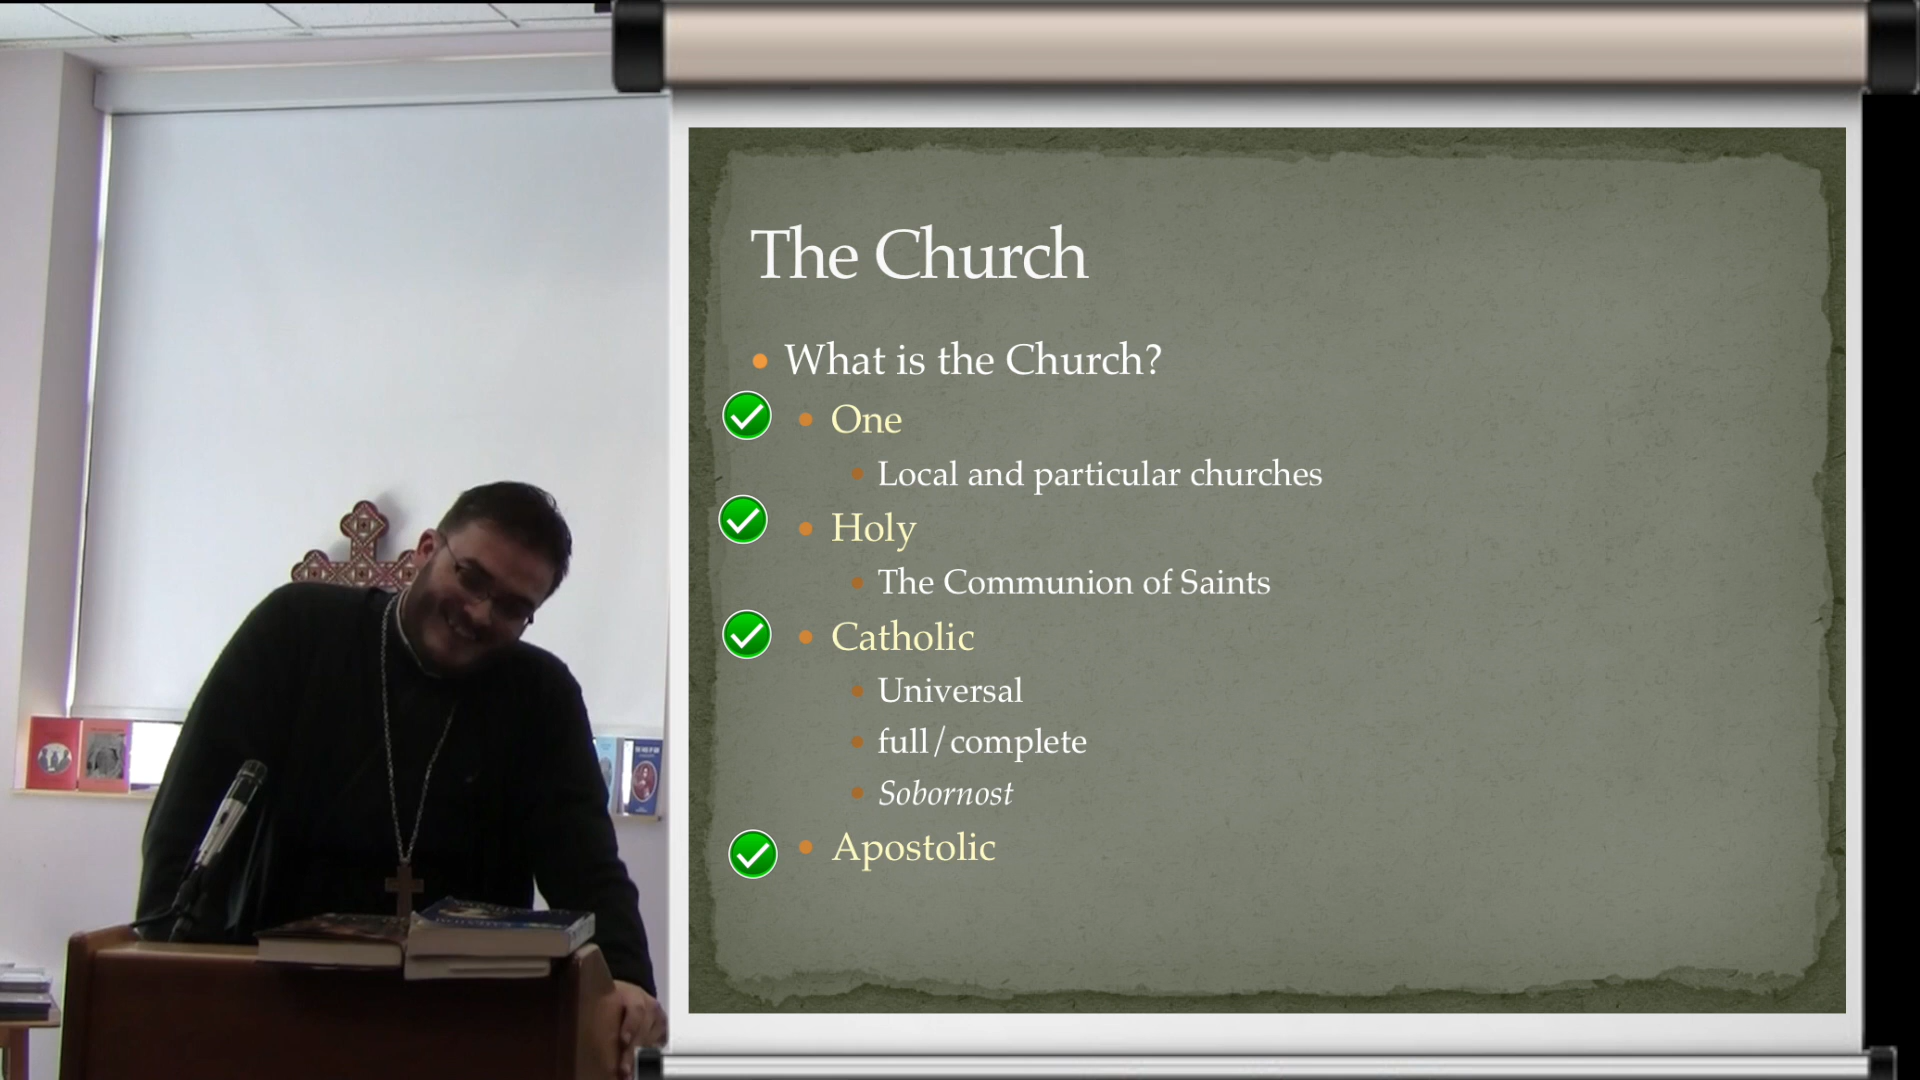 The Church
What is the Church?
One
Local and particular churches
Holy
The Communion of Saints
Catholic
Universal
full/complete
Sobornost
Apostolic